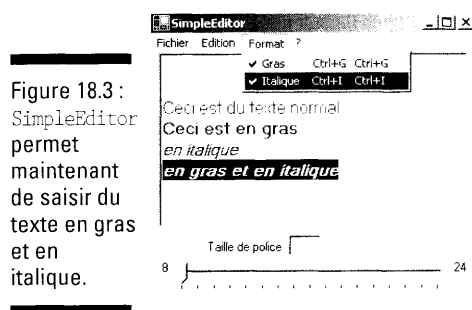 SimpleEditor
Fichier Edition Format ?
Gras Ctrl+G Ctrl+G
Italique Ctrl+I Ctrl+I
Ceci est du texte normal
Ceci est en gras
en italique
en gras et en italique
Taille de police
8 24
Figure 18.3 :
SimpleEditor
permet
maintenant
de saisir du
texte en gras
et en
italique.